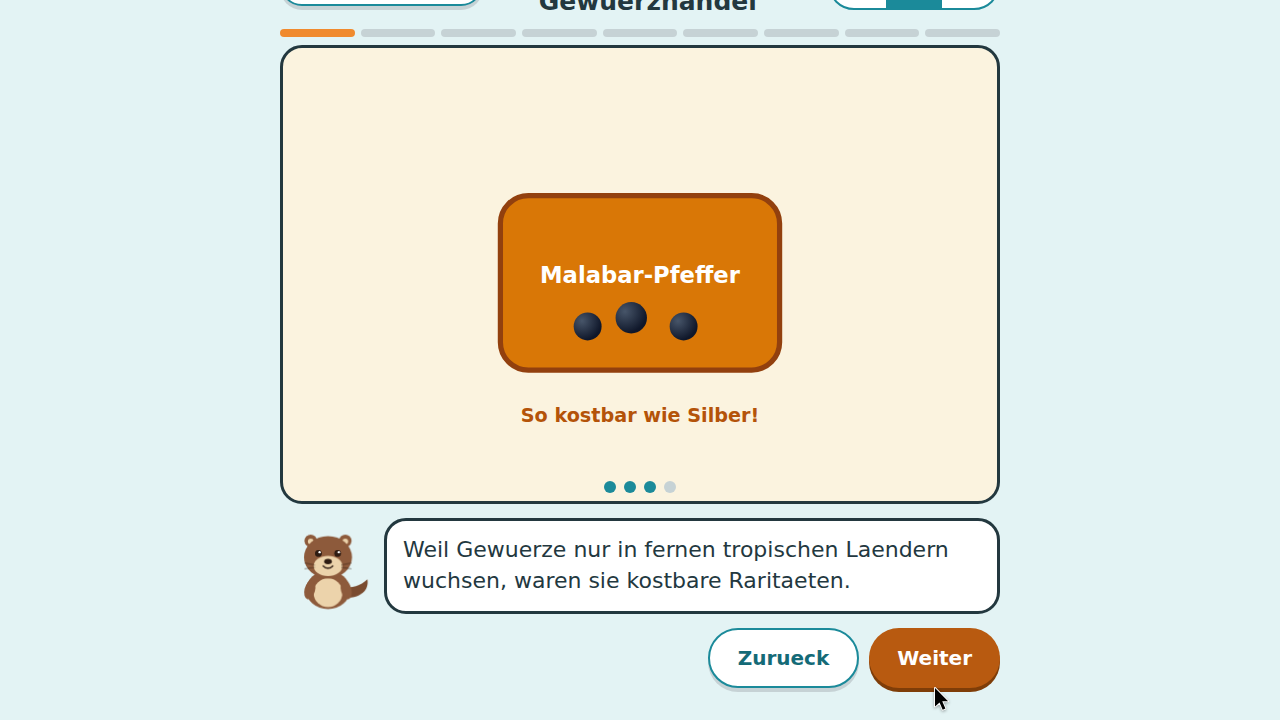 Gewuerzhandel
Malabar-Pfeffer
So kostbar wie Silber!
Weil Gewuerze nur in fernen tropischen Laendern
wuchsen, waren sie kostbare Raritaeten.
Zurueck
Weiter